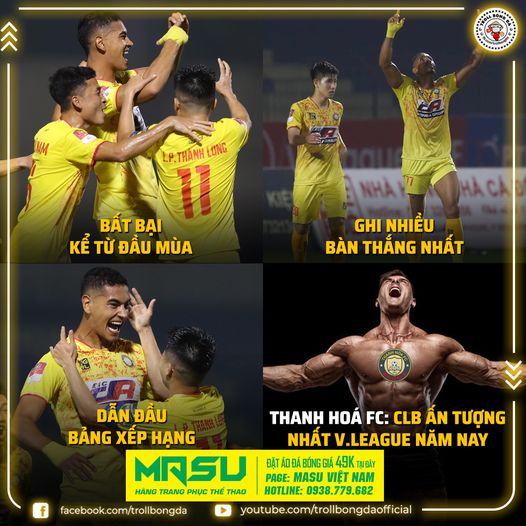 TROLL BÓNG ĐÁ
L.P. THÀNH LONG
11
BẤT BẠI
KỂ TỪ ĐẦU MÙA
GHI NHIỀU
BÀN THẮNG NHẤT
DẪN ĐẦU
BẢNG XẾP HẠNG
THANH HOÁ FC: CLB ẤN TƯỢNG
NHẤT V.LEAGUE NĂM NAY
MASU
HÀNG TRANG PHỤC THỂ THAO
ĐẶT ÁO ĐÁ BÓNG GIÁ 49K TẠI ĐÂY
PAGE: MASU VIỆT NAM
HOTLINE: 0938.779.682
facebook.com/trollbongda
youtube.com/trollbongdaofficial